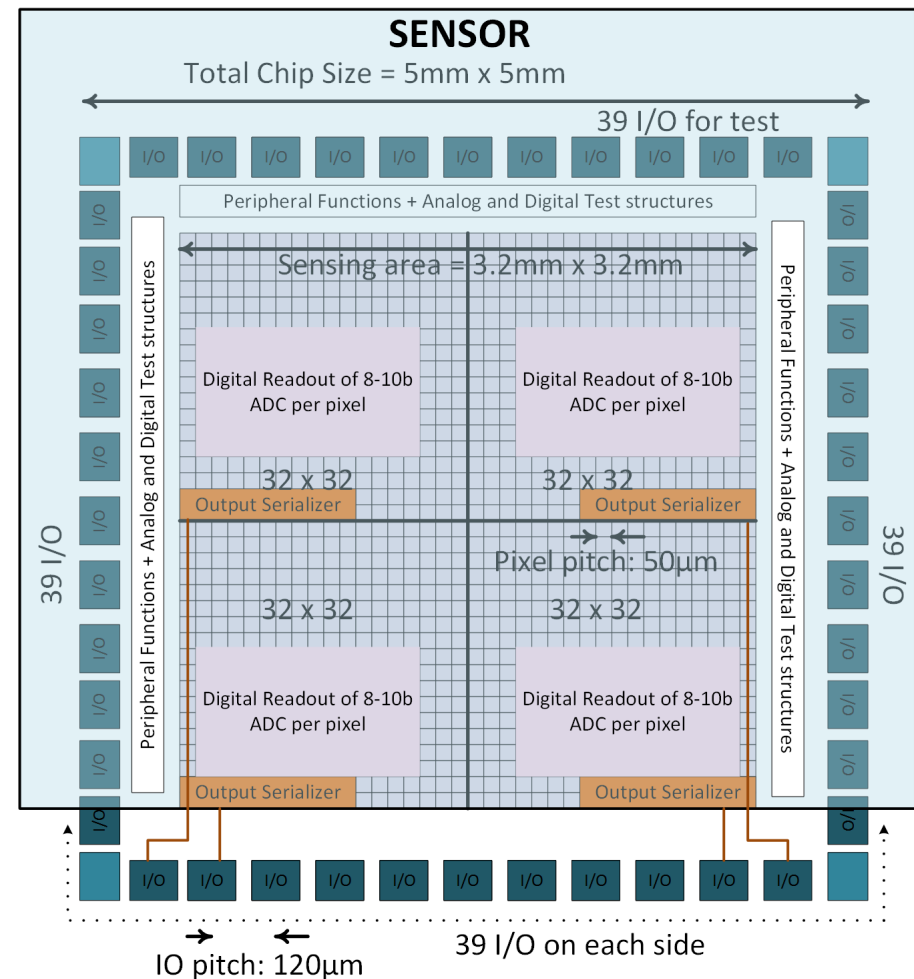 SENSOR
Total Chip Size = 5mm x 5mm
39 I/O for test
I/O I/O I/O I/O I/O I/O I/O I/O I/O I/O I/O
Peripheral Functions + Analog and Digital Test structures
Sensing area = 3.2mm x 3.2mm
I/O
I/O
I/O
I/O
I/O
I/O
I/O
I/O
I/O
I/O
I/O
39 I/O
Peripheral Functions + Analog and Digital Test structures
Digital Readout of 8-10b
ADC per pixel
32 x 32
Output Serializer
Digital Readout of 8-10b
ADC per pixel
32 x 32
Output Serializer
Pixel pitch: 50μm
32 x 32
Digital Readout of 8-10b
ADC per pixel
Output Serializer
32 x 32
Digital Readout of 8-10b
ADC per pixel
Output Serializer
Peripheral Functions + Analog and Digital Test structures
I/O
I/O
I/O
I/O
I/O
I/O
I/O
I/O
I/O
I/O
I/O
39 I/O
I/O I/O I/O I/O I/O I/O I/O I/O I/O I/O I/O
39 I/O on each side
IO pitch: 120μm